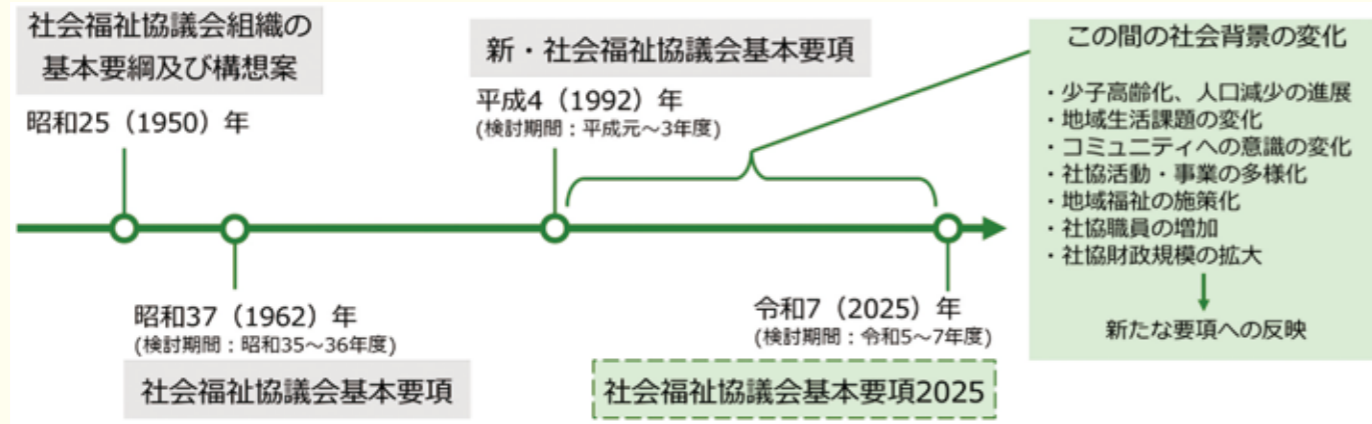 社会福祉協議会組織の
基本要綱及び構想案
昭和25（1950）年
新・社会福祉協議会基本要項
平成4（1992）年
(検討期間：平成元～3年度)
昭和37（1962）年
(検討期間：昭和35～36年度)
社会福祉協議会基本要項
令和7（2025）年
(検討期間：令和5～7年度)
社会福祉協議会基本要項2025
この間の社会背景の変化
・少子高齢化、人口減少の進展
・地域生活課題の変化
・コミュニティへの意識の変化
・社協活動・事業の多様化
・地域福祉の施策化
・社協職員の増加
・社協財政規模の拡大
新たな要項への反映